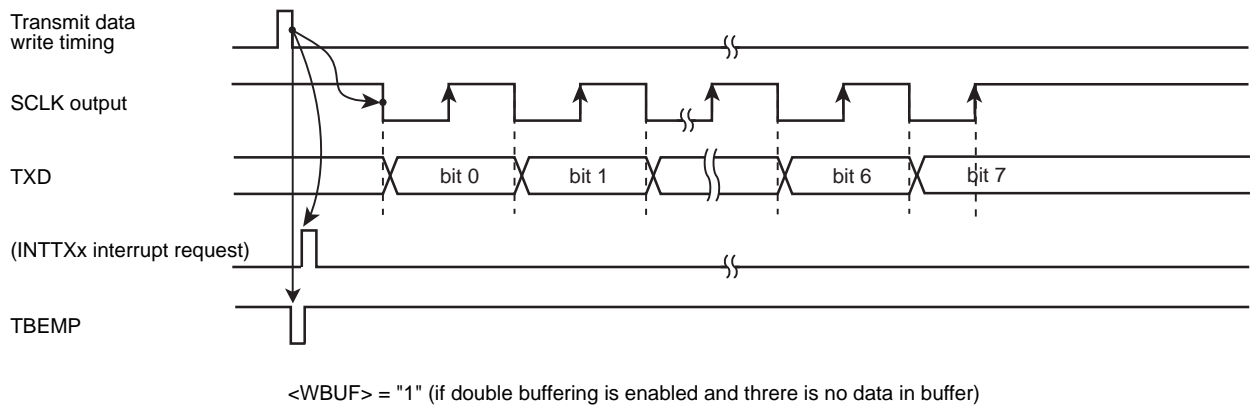 Transmit data
write timing
SCLK output
TXD
bit 0
bit 1
bit 6
bit 7
(INTTXx interrupt request)
TBEMP
<WBUF> = "1" (if double buffering is enabled and threre is no data in buffer)